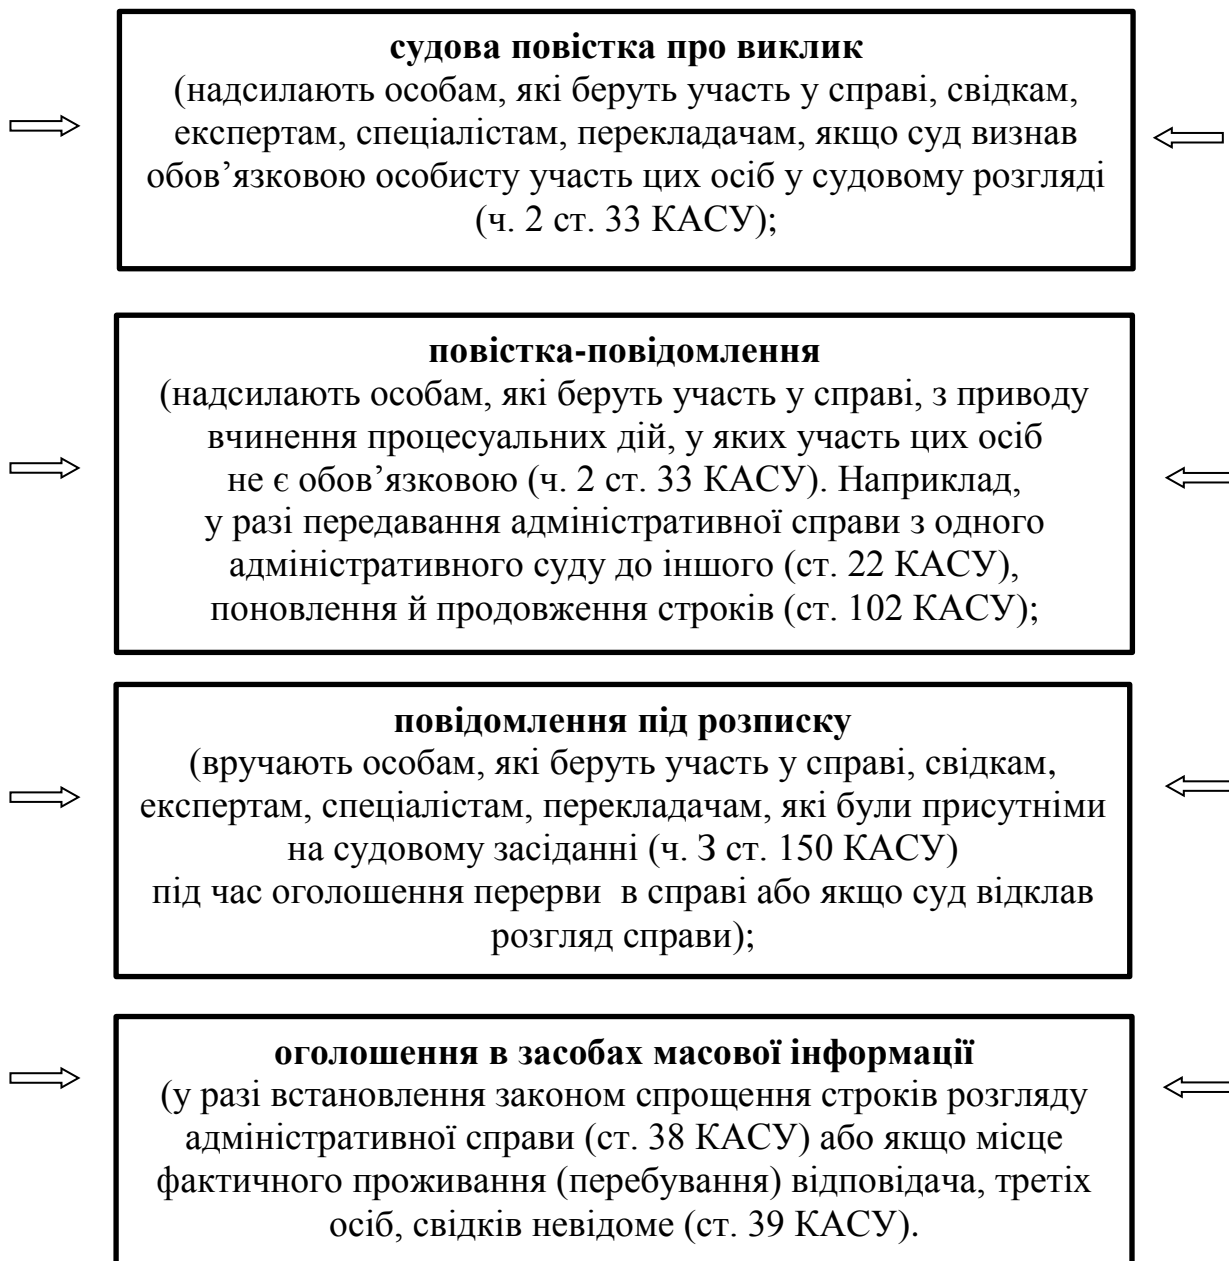 судова повістка про виклик
(надсилають особам, які беруть участь у справі, свідкам,
експертам, спеціалістам, перекладачам, якщо суд визнав
обов’язковою особисту участь цих осіб у судовому розгляді
(ч. 2 ст. 33 КАСУ);
повістка-повідомлення
(надсилають особам, які беруть участь у справі, з приводу
вчинення процесуальних дій, у яких участь цих осіб
не є обов’язковою (ч. 2 ст. 33 КАСУ). Наприклад,
у разі передавання адміністративної справи з одного
адміністративного суду до іншого (ст. 22 КАСУ),
поновлення й продовження строків (ст. 102 КАСУ);
повідомлення під розписку
(вручають особам, які беруть участь у справі, свідкам,
експертам, спеціалістам, перекладачам, які були присутніми
на судовому засіданні (ч. З ст. 150 КАСУ)
під час оголошення перерви в справі або якщо суд відклав
розгляд справи);
оголошення в засобах масової інформації
(у разі встановлення законом спрощення строків розгляду
адміністративної справи (ст. 38 КАСУ) або якщо місце
фактичного проживання (перебування) відповідача, третіх
осіб, свідків невідоме (ст. 39 КАСУ).